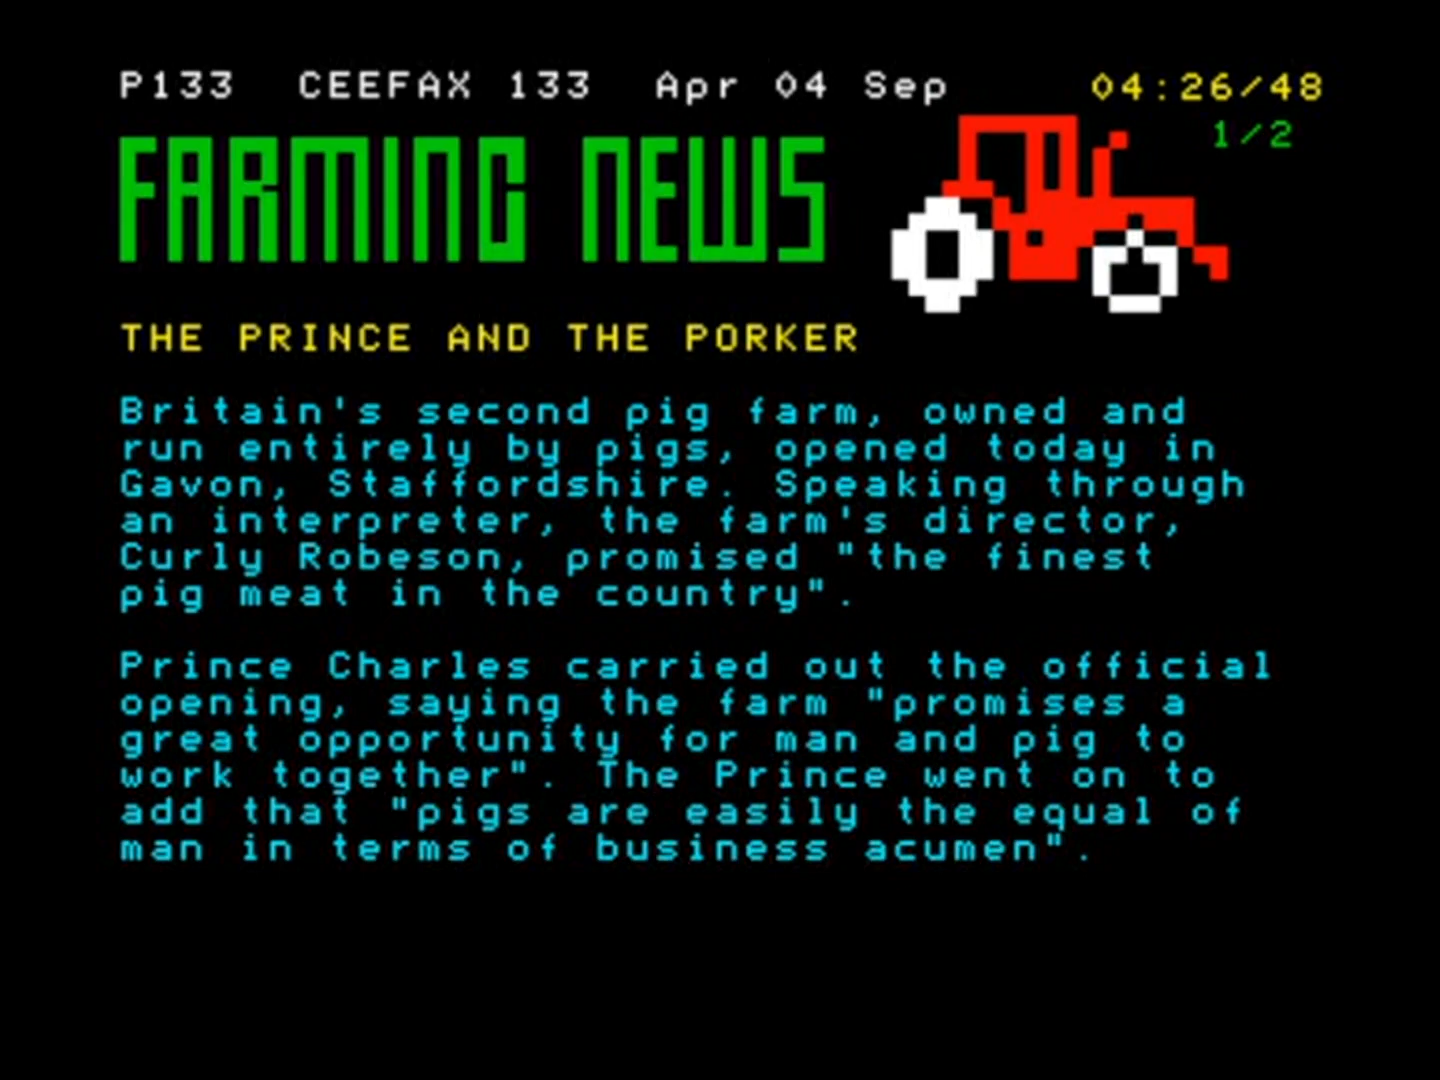 P133 CEEFAX 133 Apr 04 Sep 04:26/48
1/2
FARMING NEWS
THE PRINCE AND THE PORKER
Britain's second pig farm, owned and
run entirely by pigs, opened today in
Gavon, Staffordshire. Speaking through
an interpreter, the farm's director,
Curly Robeson, promised "the finest
pig meat in the country".
Prince Charles carried out the official
opening, saying the farm "promises a
great opportunity for man and pig to
work together". The Prince went on to
add that "pigs are easily the equal of
man in terms of business acumen".